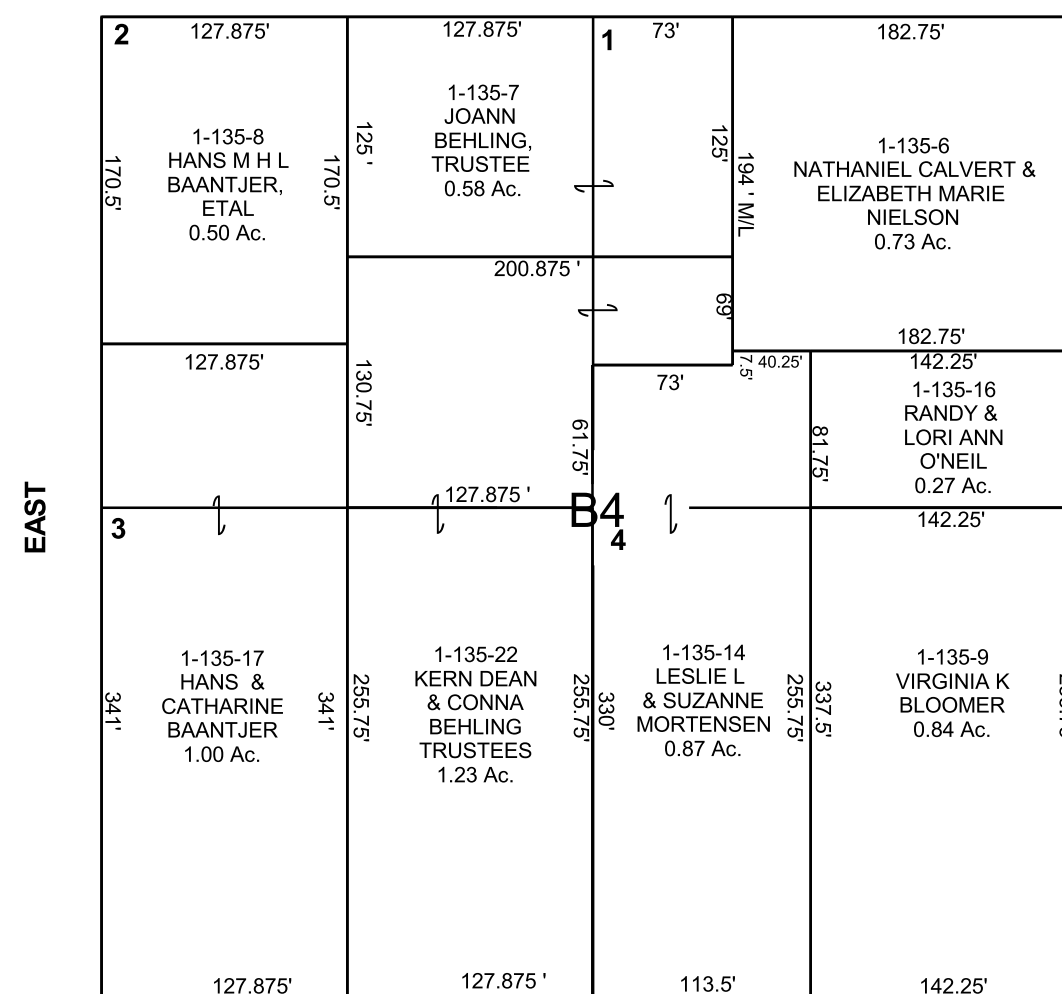 2
127.875'
127.875'
1
73'
182.75'
1-135-8
HANS M H L
BAANTJER,
ETAL
0.50 Ac.
170.5'
170.5'
1-135-7
JOANN
BEHLING,
TRUSTEE
0.58 Ac.
125 '
125'
194 ' M/L
1-135-6
NATHANIEL CALVERT &
ELIZABETH MARIE
NIELSON
0.73 Ac.
200.875 '
69'
182.75'
127.875'
130.75'
73'
7.5'
40.25'
142.25'
61.75'
81.75'
1-135-16
RANDY &
LORI ANN
O'NEIL
0.27 Ac.
EAST
127.875 '
B4
3
4
142.25'
1-135-17
HANS &
CATHARINE
BAANTJER
1.00 Ac.
341'
341'
1-135-22
KERN DEAN
& CONNA
BEHLING
TRUSTEES
1.23 Ac.
255.75'
255.75'
330'
1-135-14
LESLIE L
& SUZANNE
MORTENSEN
0.87 Ac.
255.75'
337.5'
1-135-9
VIRGINIA K
BLOOMER
0.84 Ac.
127.875'
127.875 '
113.5'
142.25'